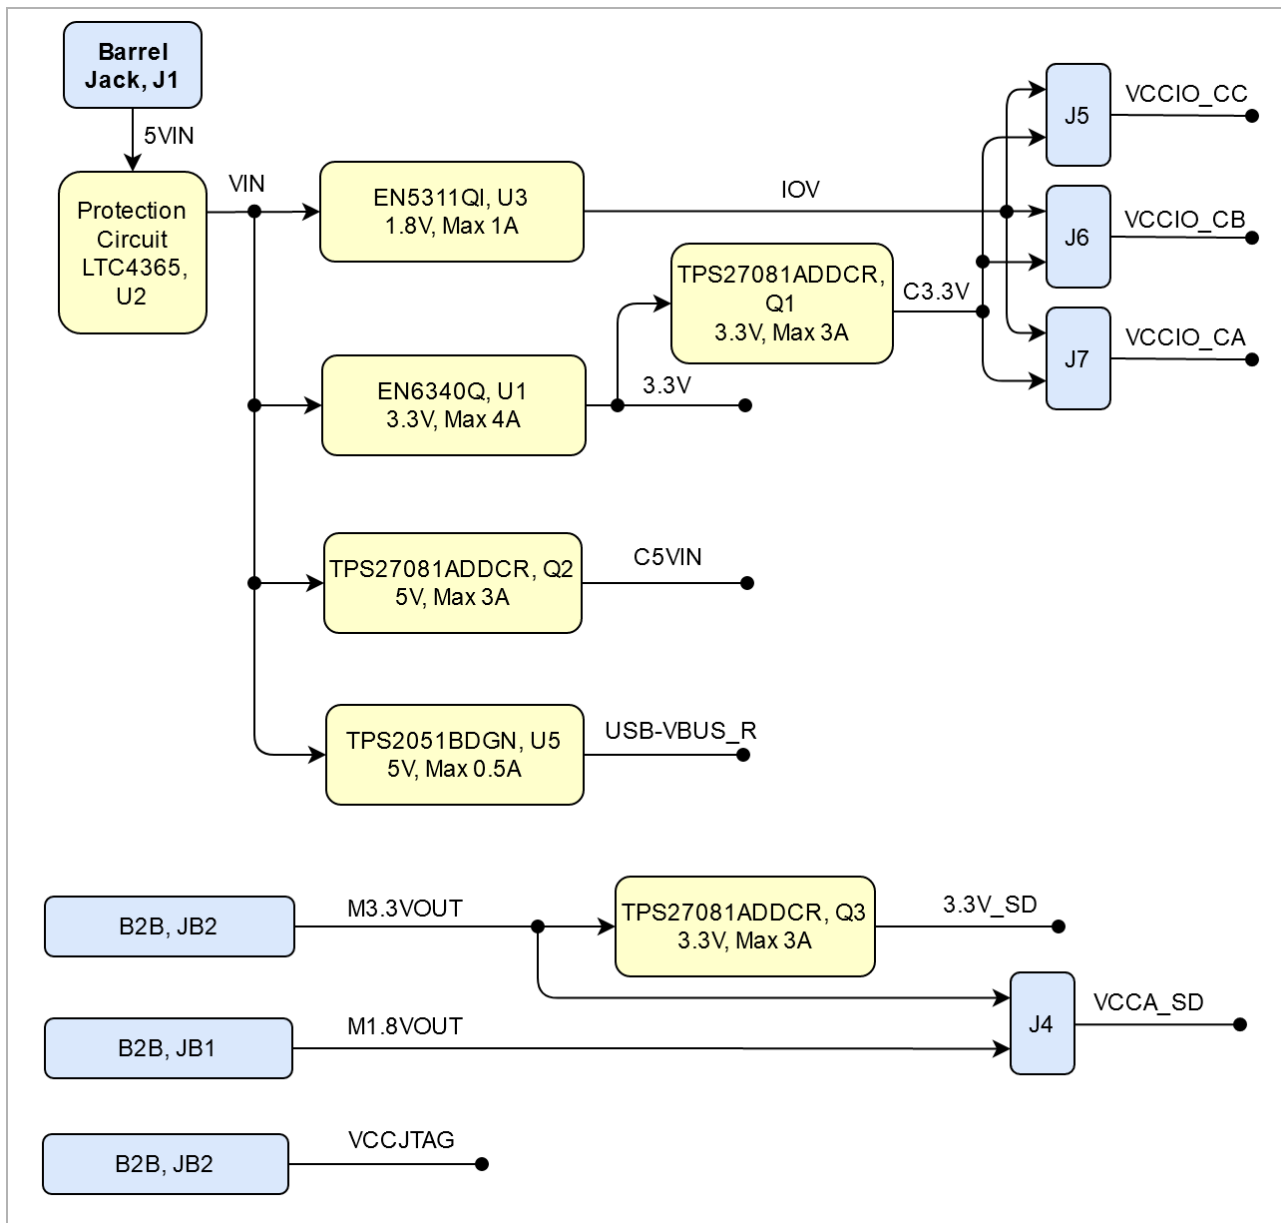 Barrel
Jack, J1
5VIN
Protection
Circuit
LTC4365,
U2
VIN
EN5311QI, U3
1.8V, Max 1A
IOV
TPS27081ADDCR,
Q1
3.3V, Max 3A
C3.3V
J5
VCCIO_CC
J6
VCCIO_CB
J7
VCCIO_CA
EN6340Q, U1
3.3V, Max 4A
3.3V
TPS27081ADDCR, Q2
5V, Max 3A
C5VIN
TPS2051BDGN, U5
5V, Max 0.5A
USB-VBUS_R
B2B, JB2
M3.3VOUT
TPS27081ADDCR, Q3
3.3V, Max 3A
3.3V_SD
B2B, JB1
M1.8VOUT
J4
VCCA_SD
B2B, JB2
VCCJTAG